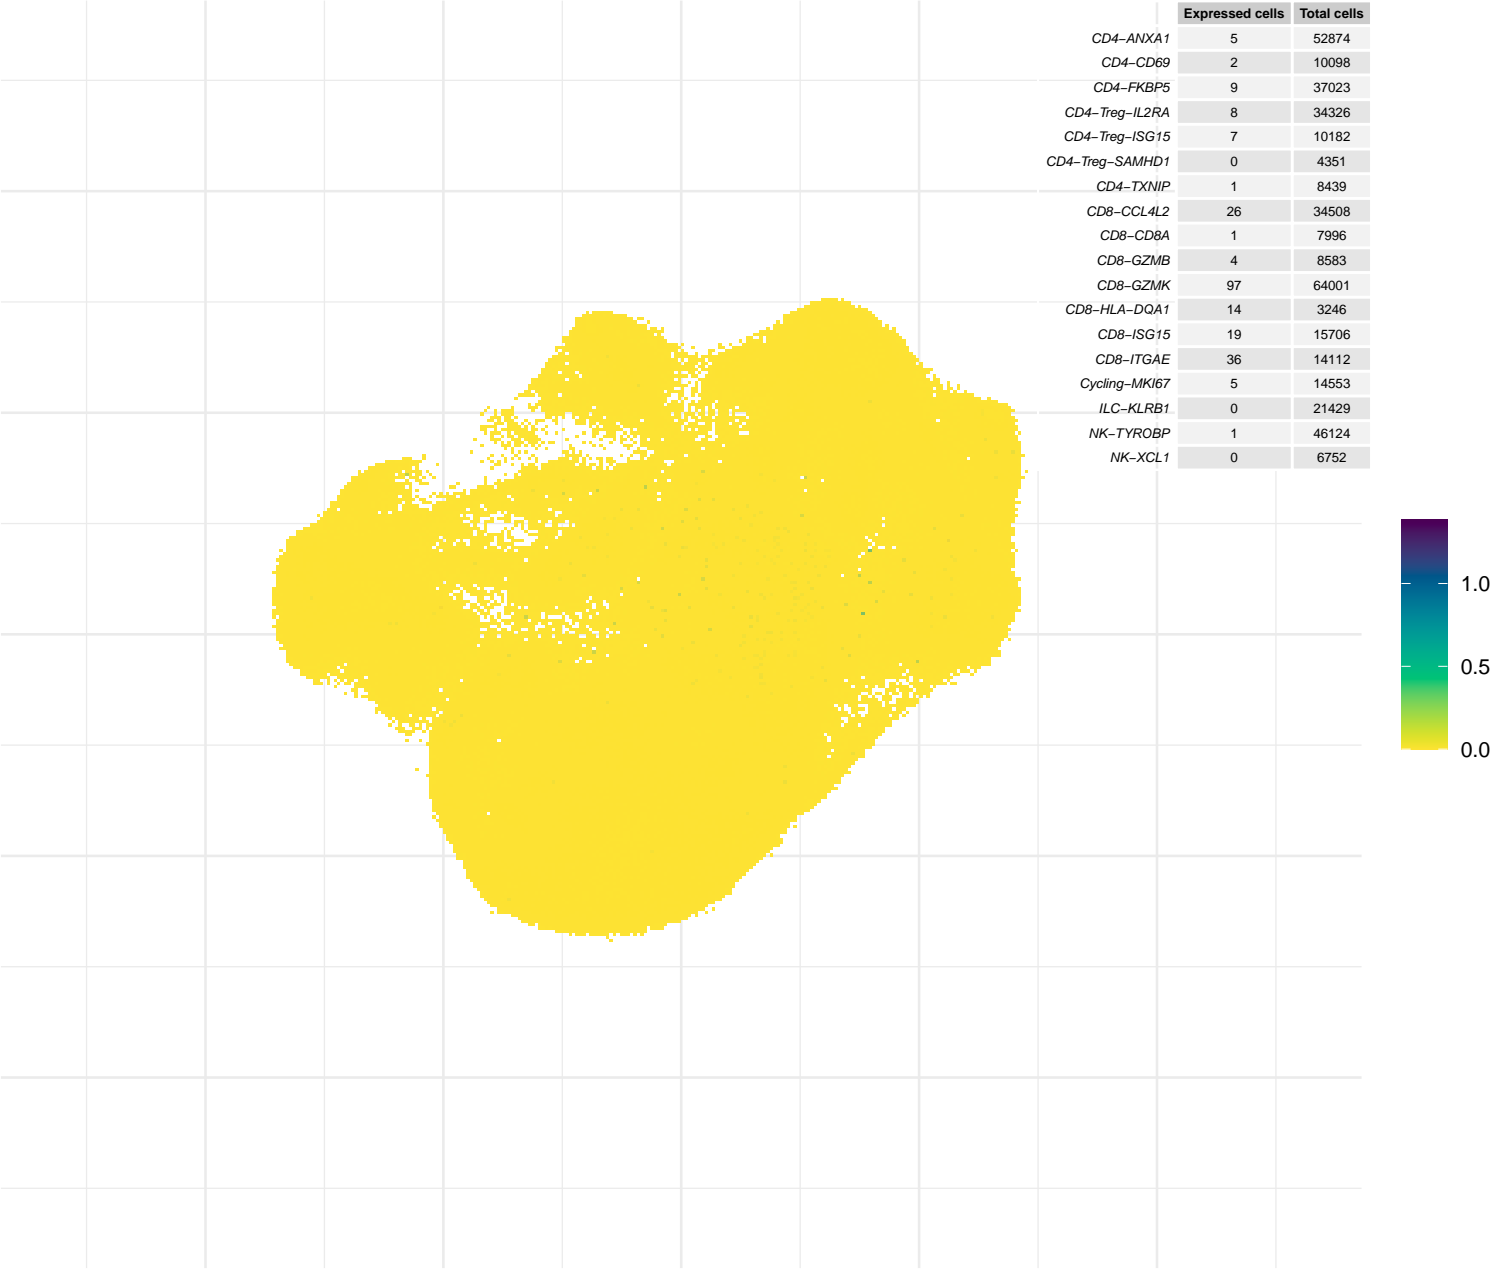 Expressed cells Total cells
CD4−ANXA1 5 52874
CD4−CD69 2 10098
CD4−FKBP5 9 37023
CD4−Treg−IL2RA 8 34326
CD4−Treg−ISG15 7 10182
CD4−Treg−SAMHD1 0 4351
CD4−TXNIP 1 8439
CD8−CCL4L2 26 34508
CD8−CD8A 1 7996
CD8−GZMB 4 8583
CD8−GZMK 97 64001
CD8−HLA−DQA1 14 3246
CD8−ISG15 19 15706
CD8−ITGAE 36 14112
Cycling−MKI67 5 14553
ILC−KLRB1 0 21429
NK−TYROBP 1 46124
NK−XCL1 0 6752
1.0
0.5
0.0